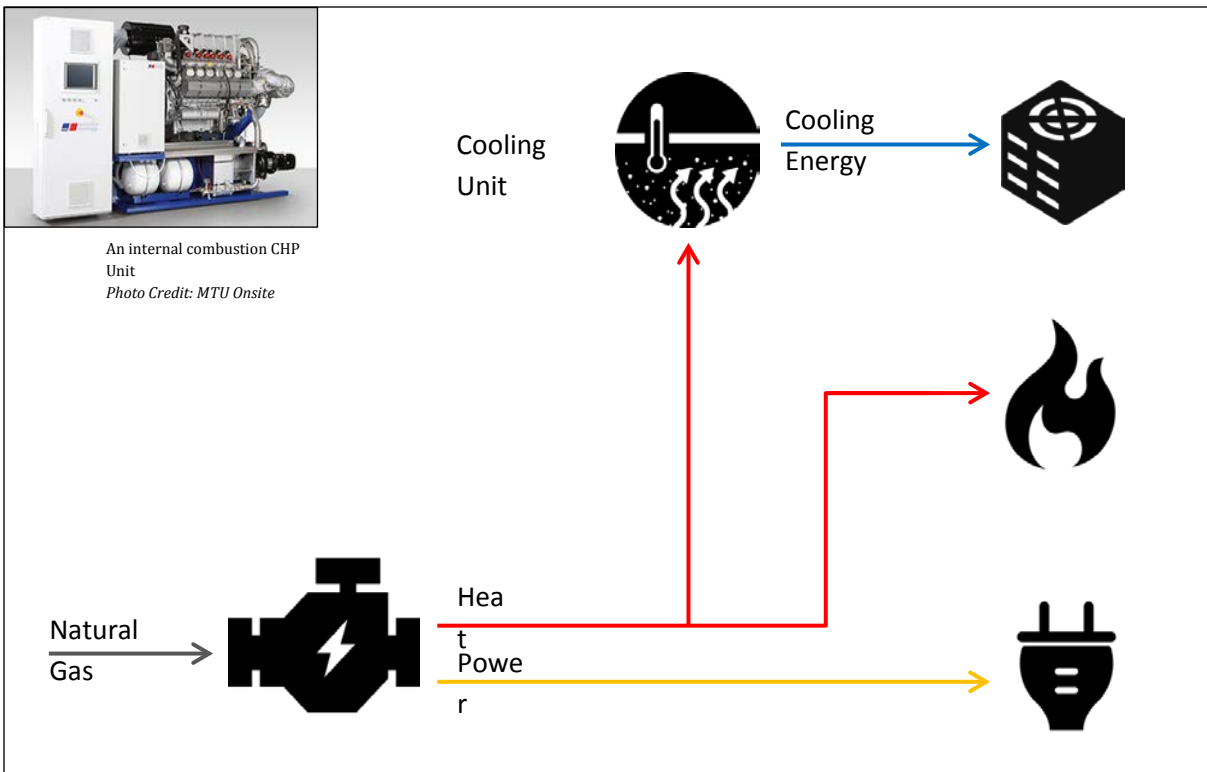 An internal combustion CHP
Unit
Photo Credit: MTU Onsite
Cooling
Unit
Cooling
Energy
Natural
Gas
Hea
t
Powe
r